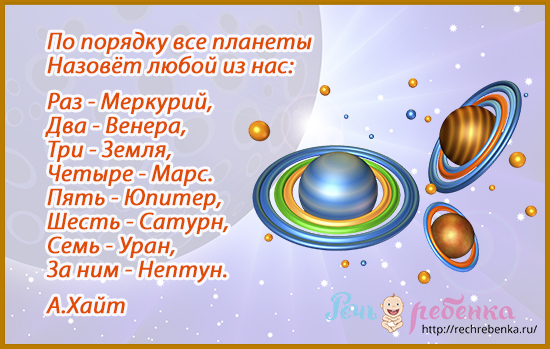 По порядку все планеты
Назовёт любой из нас:
Раз - Меркурий,
Два - Венера,
Три - Земля,
Четыре - Марс.
Пять - Юпитер,
Шесть - Сатурн,
Семь - Уран,
За ним - Нептун.
А.Хайт
Речь ребенка
http://rechrebenka.ru/